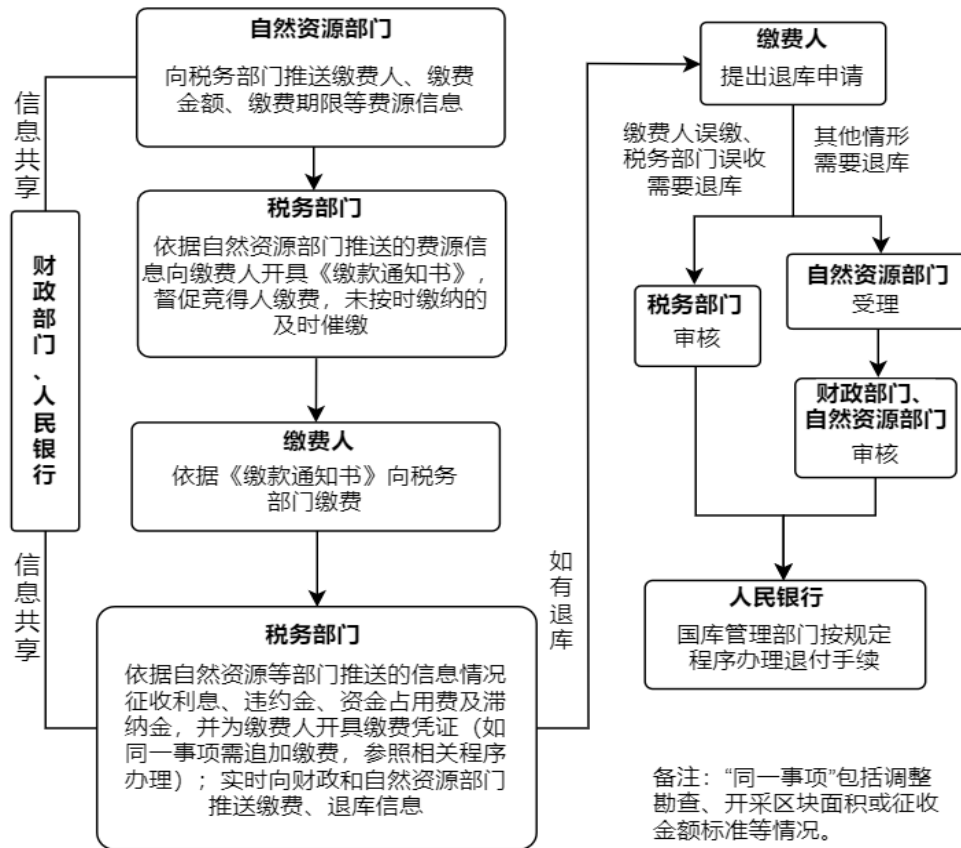 自然资源部门
向税务部门推送缴费人、缴费
金额、缴费期限等费源信息
信息共享
税务部门
依据自然资源部门推送的费源信
息向缴费人开具《缴款通知书》，
督促竞得人缴费，未按时缴纳的
及时催缴
财政部门、人民银行
缴费人
依据《缴款通知书》向税务
部门缴费
信息共享
税务部门
依据自然资源等部门推送的信息情况
征收利息、违约金、资金占用费及滞
纳金，并为缴费人开具缴费凭证（如
同一事项需追加缴费，参照相关程序
办理）；实时向财政和自然资源部门
推送缴费、退库信息
如有退库
缴费人
提出退库申请
缴费人误缴、
税务部门误收
需要退库
其他情形
需要退库
税务部门
审核
自然资源部门
受理
财政部门、
自然资源部门
审核
人民银行
国库管理部门按规定
程序办理退付手续
备注：“同一事项”包括调整
勘查、开采区块面积或征收
金额标准等情况。